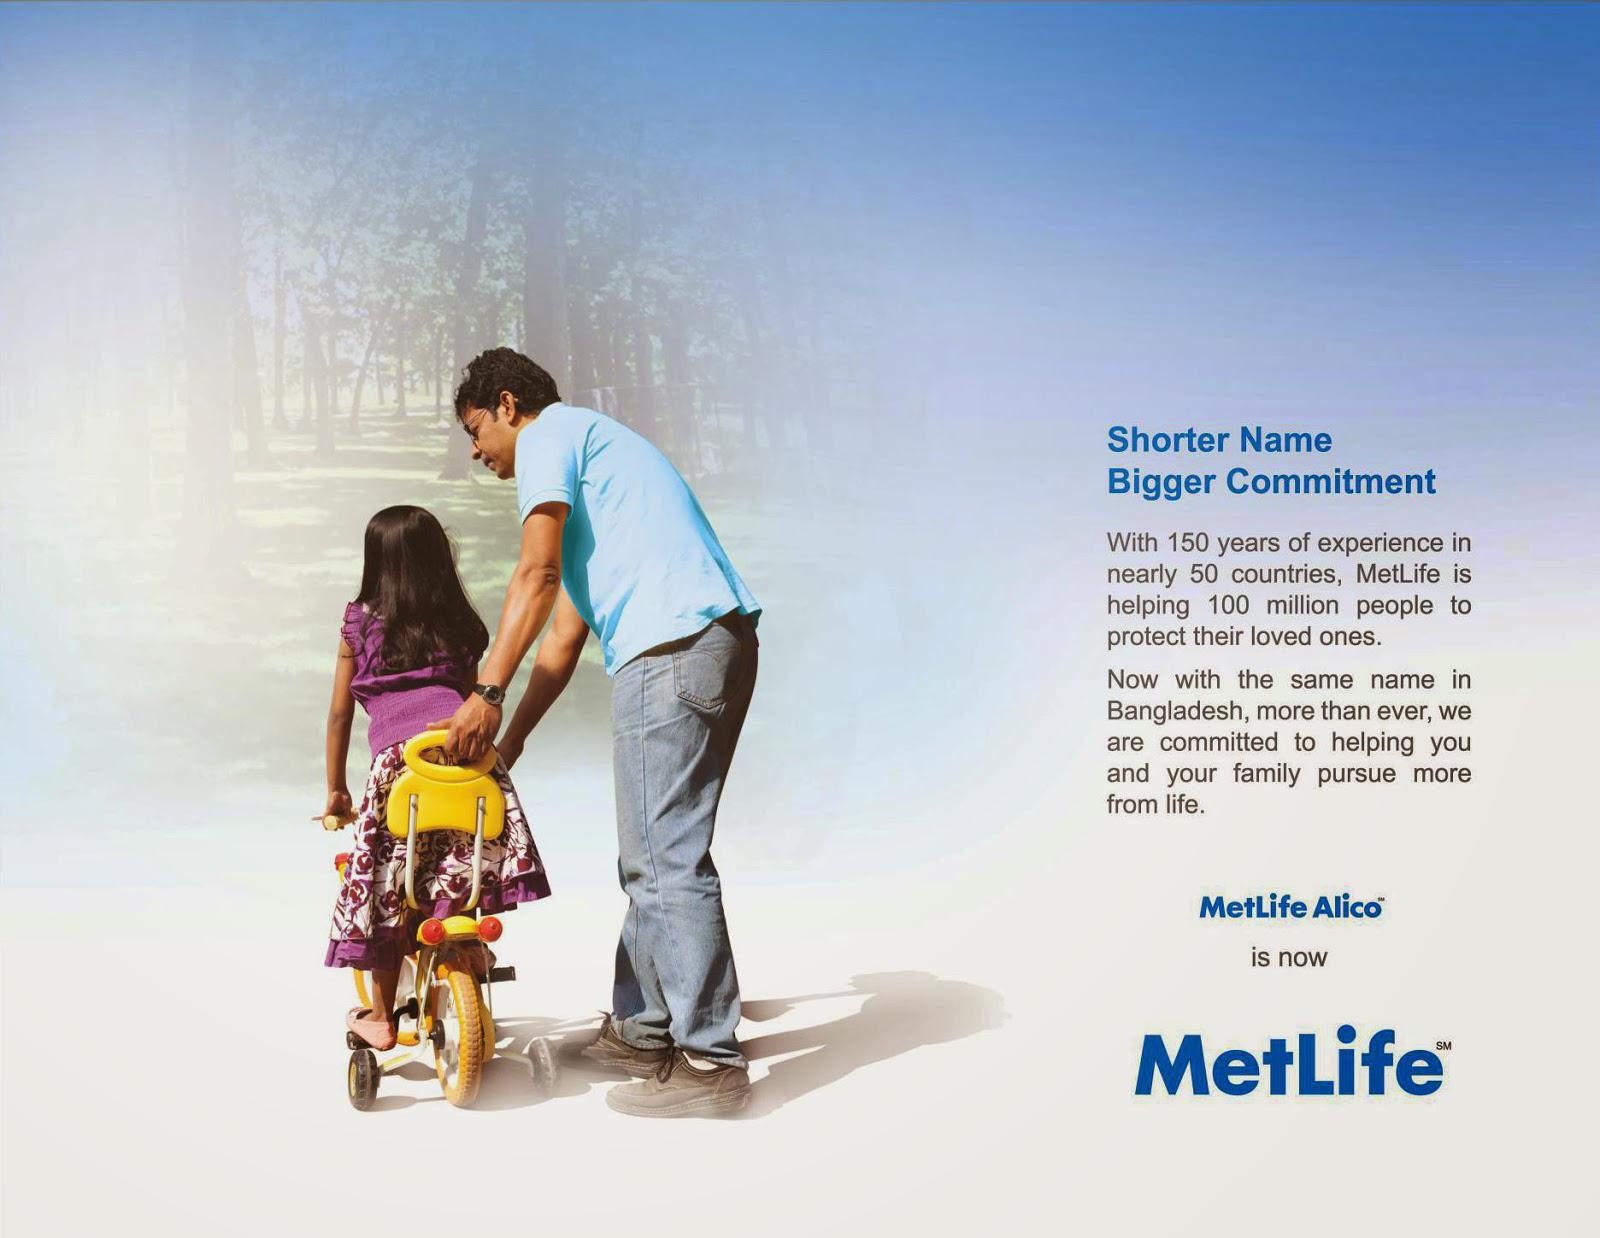 Shorter Name
Bigger Commitment
With 150 years of experience in
nearly 50 countries, MetLife is
helping 100 million people to
protect their loved ones.
Now with the same name in
Bangladesh, more than ever, we
are committed to helping you
and your family pursue more
from life.
MetLife Alico℠
is now
MetLife℠